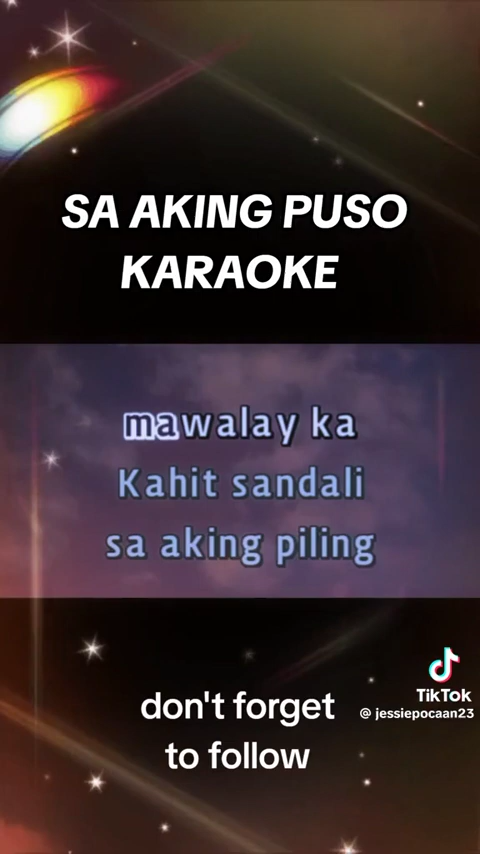 SA AKING PUSO
KARAOKE
mawalay ka
Kahit sandali
sa aking piling
don't forget
to follow
TikTok
@ jessiepocaan23